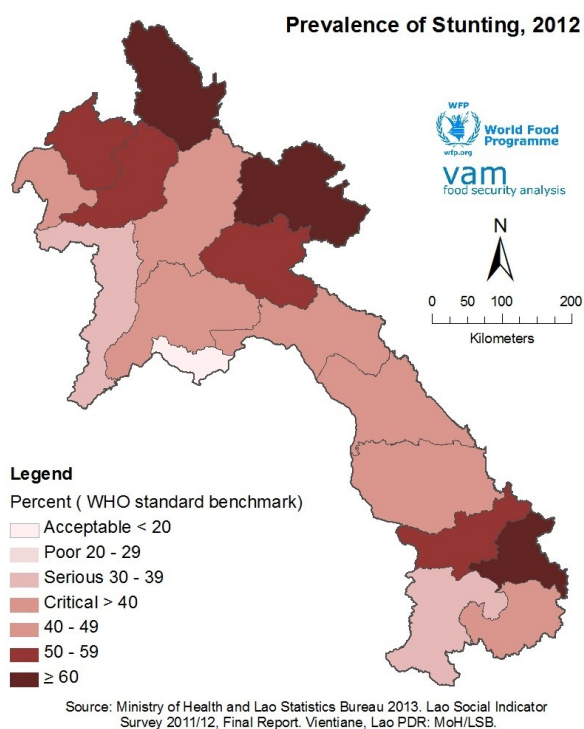 Prevalence of Stunting, 2012
WFP
wfp.org
World Food
Programme
vam
food security analysis
N
0 50 100 200
Kilometers
Legend
Percent ( WHO standard benchmark)
Acceptable < 20
Poor 20 - 29
Serious 30 - 39
Critical > 40
40 - 49
50 - 59
≥ 60
Source: Ministry of Health and Lao Statistics Bureau 2013. Lao Social Indicator
Survey 2011/12, Final Report. Vientiane, Lao PDR: MoH/LSB.